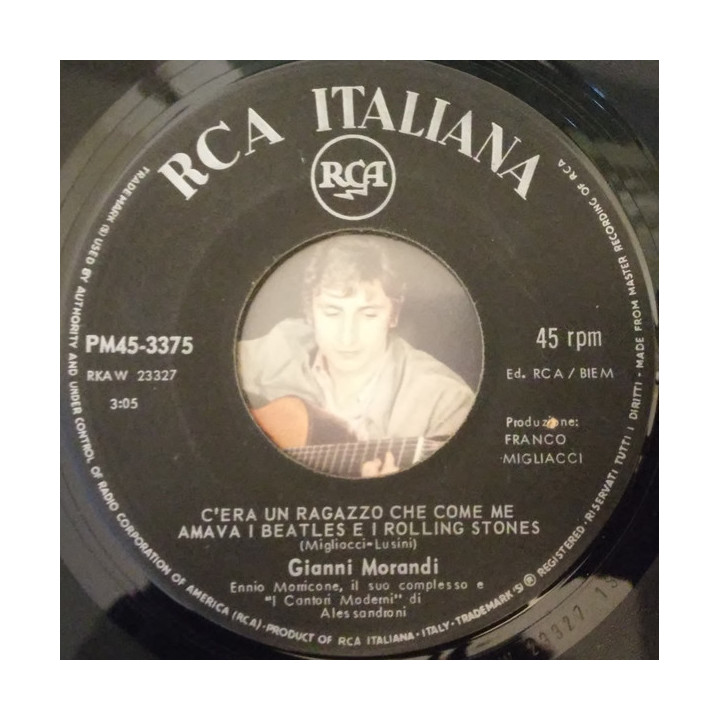 RCA ITALIANA
RCA
TRADEMARK (S) USED BY AUTHORITY AND UNDER CONTROL OF RADIO CORPORATION OF AMERICA (RCA)-PRODUCT OF RCA ITALIANA-ITALY-TRADEMARK (S) ® REGISTERED·RISERVATI TUTTI I DIRITTI-MADE FROM MASTER RECORDING OF RCA
PM45-3375
RKAW 23327
3:05
45 rpm
Ed. RCA/BIEM
Produzione:
FRANCO
MIGLIACCI
C'ERA UN RAGAZZO CHE COME ME
AMAVA I BEATLES E I ROLLING STONES
(Migliacci-Lusini)
Gianni Morandi
Ennio Morricone, il suo complesso e
"I Cantori Moderni" di
Alessandroni
23327